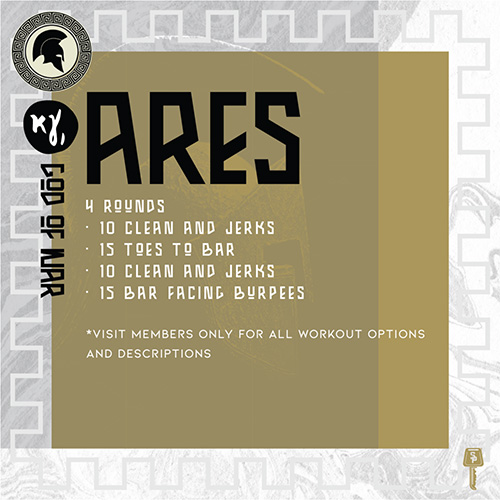 ARES
GOD OF WAR
4 ROUNDS
· 10 CLEAN AND JERKS
· 15 TOES TO BAR
· 10 CLEAN AND JERKS
· 15 BAR FACING BURPEES
*VISIT MEMBERS ONLY FOR ALL WORKOUT OPTIONS
AND DESCRIPTIONS